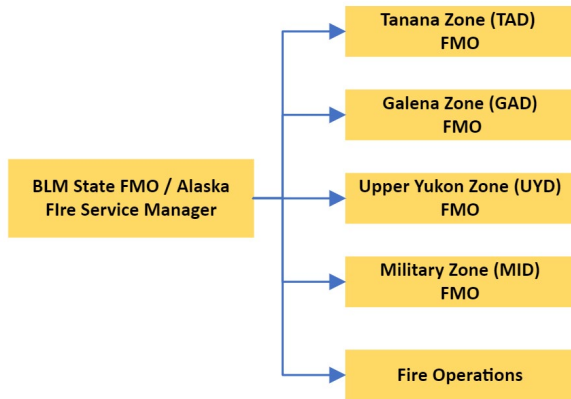 Tanana Zone (TAD)
FMO
Galena Zone (GAD)
FMO
BLM State FMO / Alaska
FIre Service Manager
Upper Yukon Zone (UYD)
FMO
Military Zone (MID)
FMO
Fire Operations